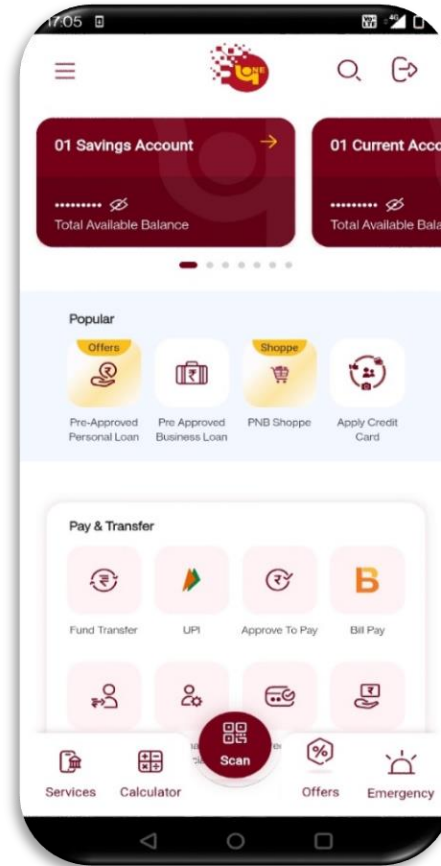 17:05
ONE
01 Savings Account
01 Current Acco
Total Available Balance
Total Available Bala
Popular
Offers
Shoppe
Pre-Approved Personal Loan
Pre Approved Business Loan
PNB Shoppe
Apply Credit Card
Pay & Transfer
Fund Transfer
UPI
Approve To Pay
Bill Pay
Scan
Services
Calculator
Offers
Emergency